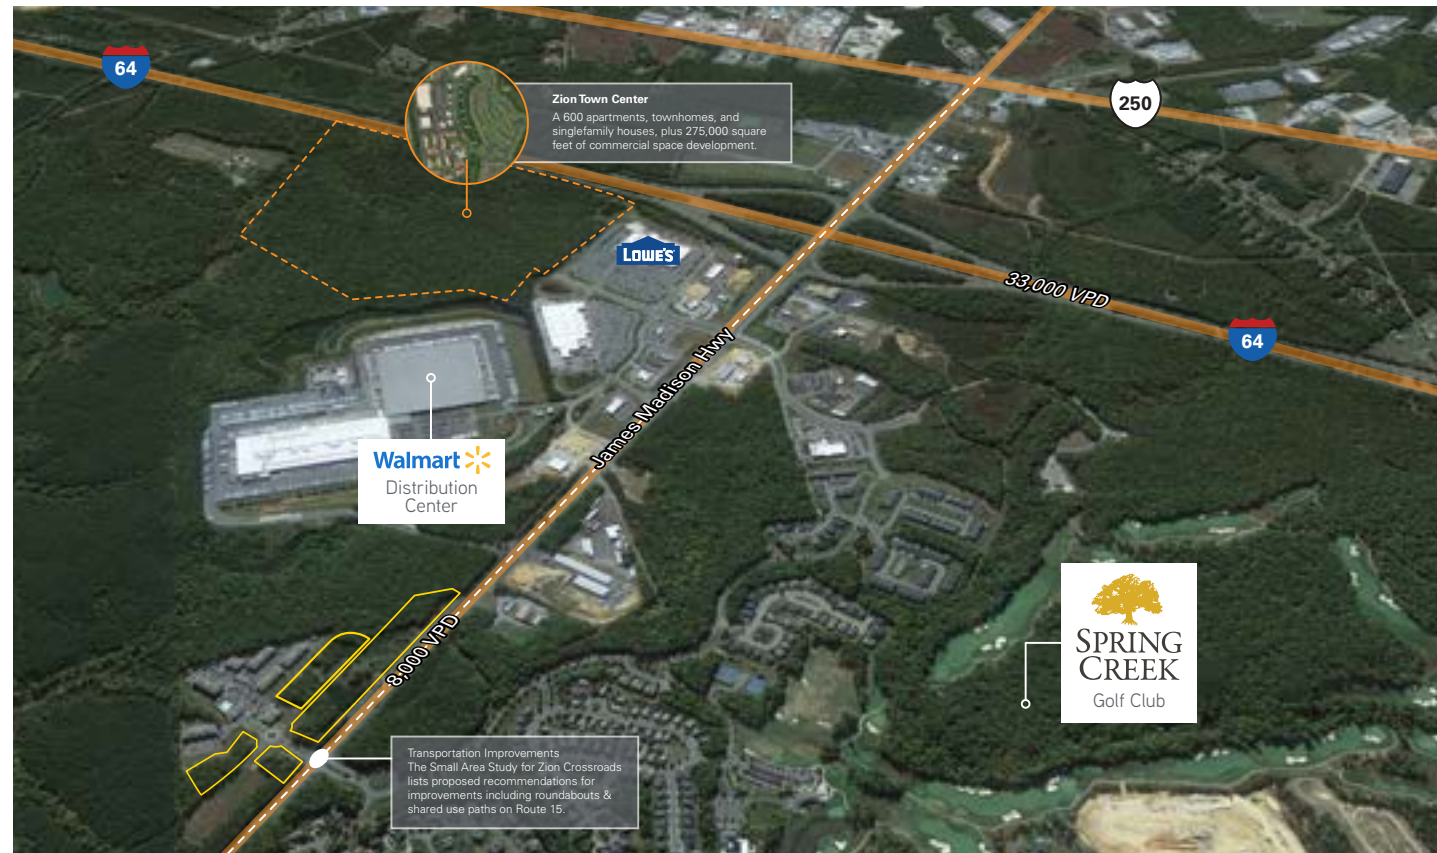 64
Zion Town Center
A 600 apartments, townhomes, and
singlefamily houses, plus 275,000 square
feet of commercial space development.
250
LOWE'S
33,000 VPD
64
James Madison Hwy
Walmart
Distribution
Center
8,000 VPD
SPRING
CREEK
Golf Club
Transportation Improvements
The Small Area Study for Zion Crossroads
lists proposed recommendations for
improvements including roundabouts &
shared use paths on Route 15.